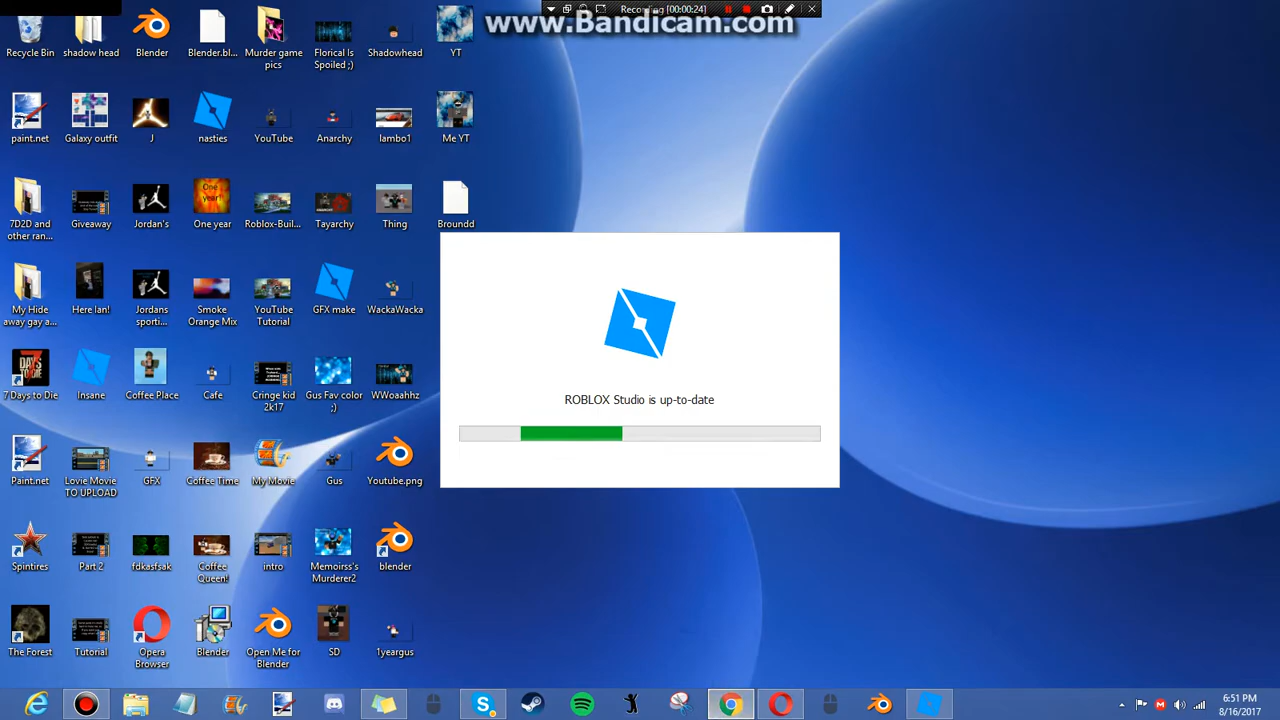 Recording [00:00:24]
www.Bandicam.com
Recycle Bin
shadow head
Blender
Blender.bl...
Murder game
pics
Florical Is
Spoiled ;)
Shadowhead
YT
paint.net
Galaxy outfit
J
nasties
YouTube
Anarchy
lambo1
Me YT
7D2D and
other ran...
Giveaway
Jordan's
One
year!
One year
Roblox-Buil...
Tayarchy
Thing
Broundd
My Hide
away gay a...
Here Ian!
Jordans
sporti...
Smoke
Orange Mix
YouTube
Tutorial
GFX make
WackaWacka
7 Days to Die
Insane
Coffee Place
Cafe
Cringe kid
2k17
Gus Fav color
;)
WWoaahhz
ROBLOX Studio is up-to-date
Paint.net
Lovie Movie
TO UPLOAD
GFX
Coffee Time
My Movie
Gus
Youtube.png
Spintires
Part 2
fdkasfsak
Coffee
Queen!
intro
Memoirss's
Murderer2
blender
The Forest
Tutorial
Opera
Browser
Blender
Open Me for
Blender
SD
1yeargus
6:51 PM
8/16/2017